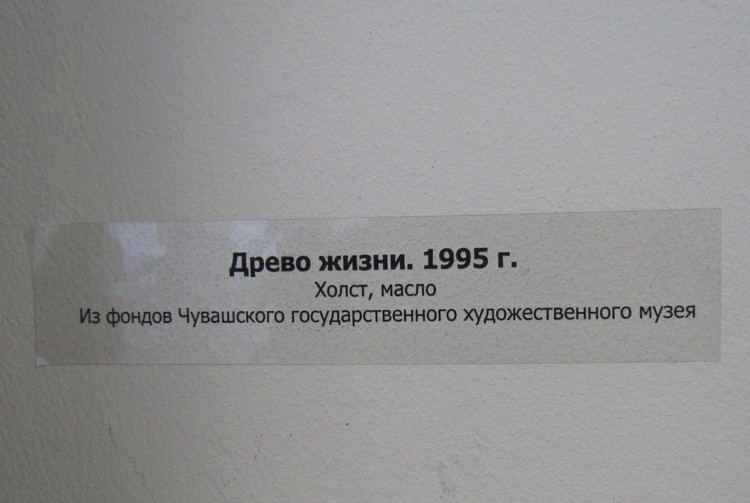 Древо жизни. 1995 г.
Холст, масло
Из фондов Чувашского государственного художественного музея